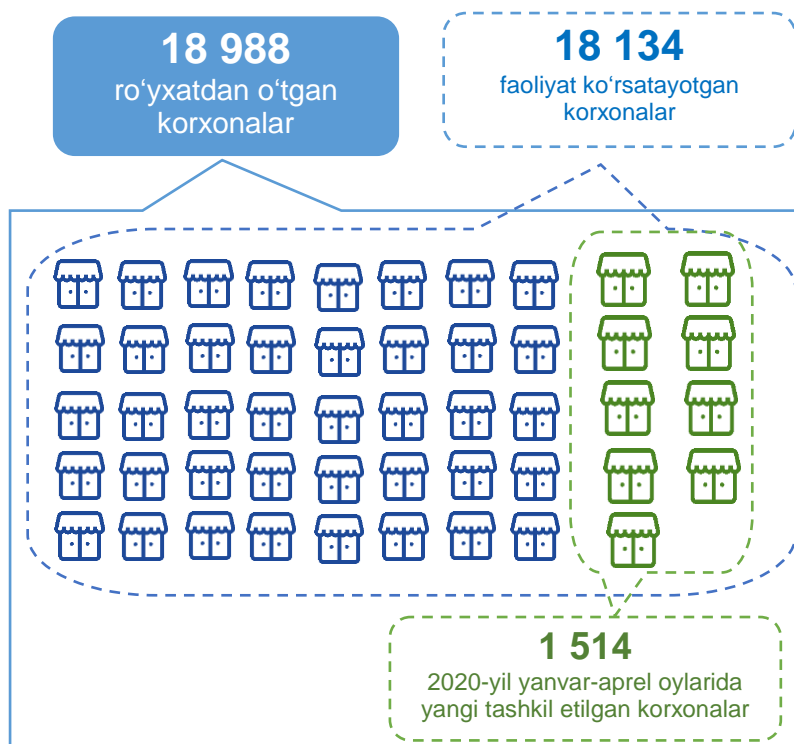 18 988
ro‘yxatdan o‘tgan
korxonalar
18 134
faoliyat ko‘rsatayotgan
korxonalar
1 514
2020-yil yanvar-aprel oylarida
yangi tashkil etilgan korxonalar